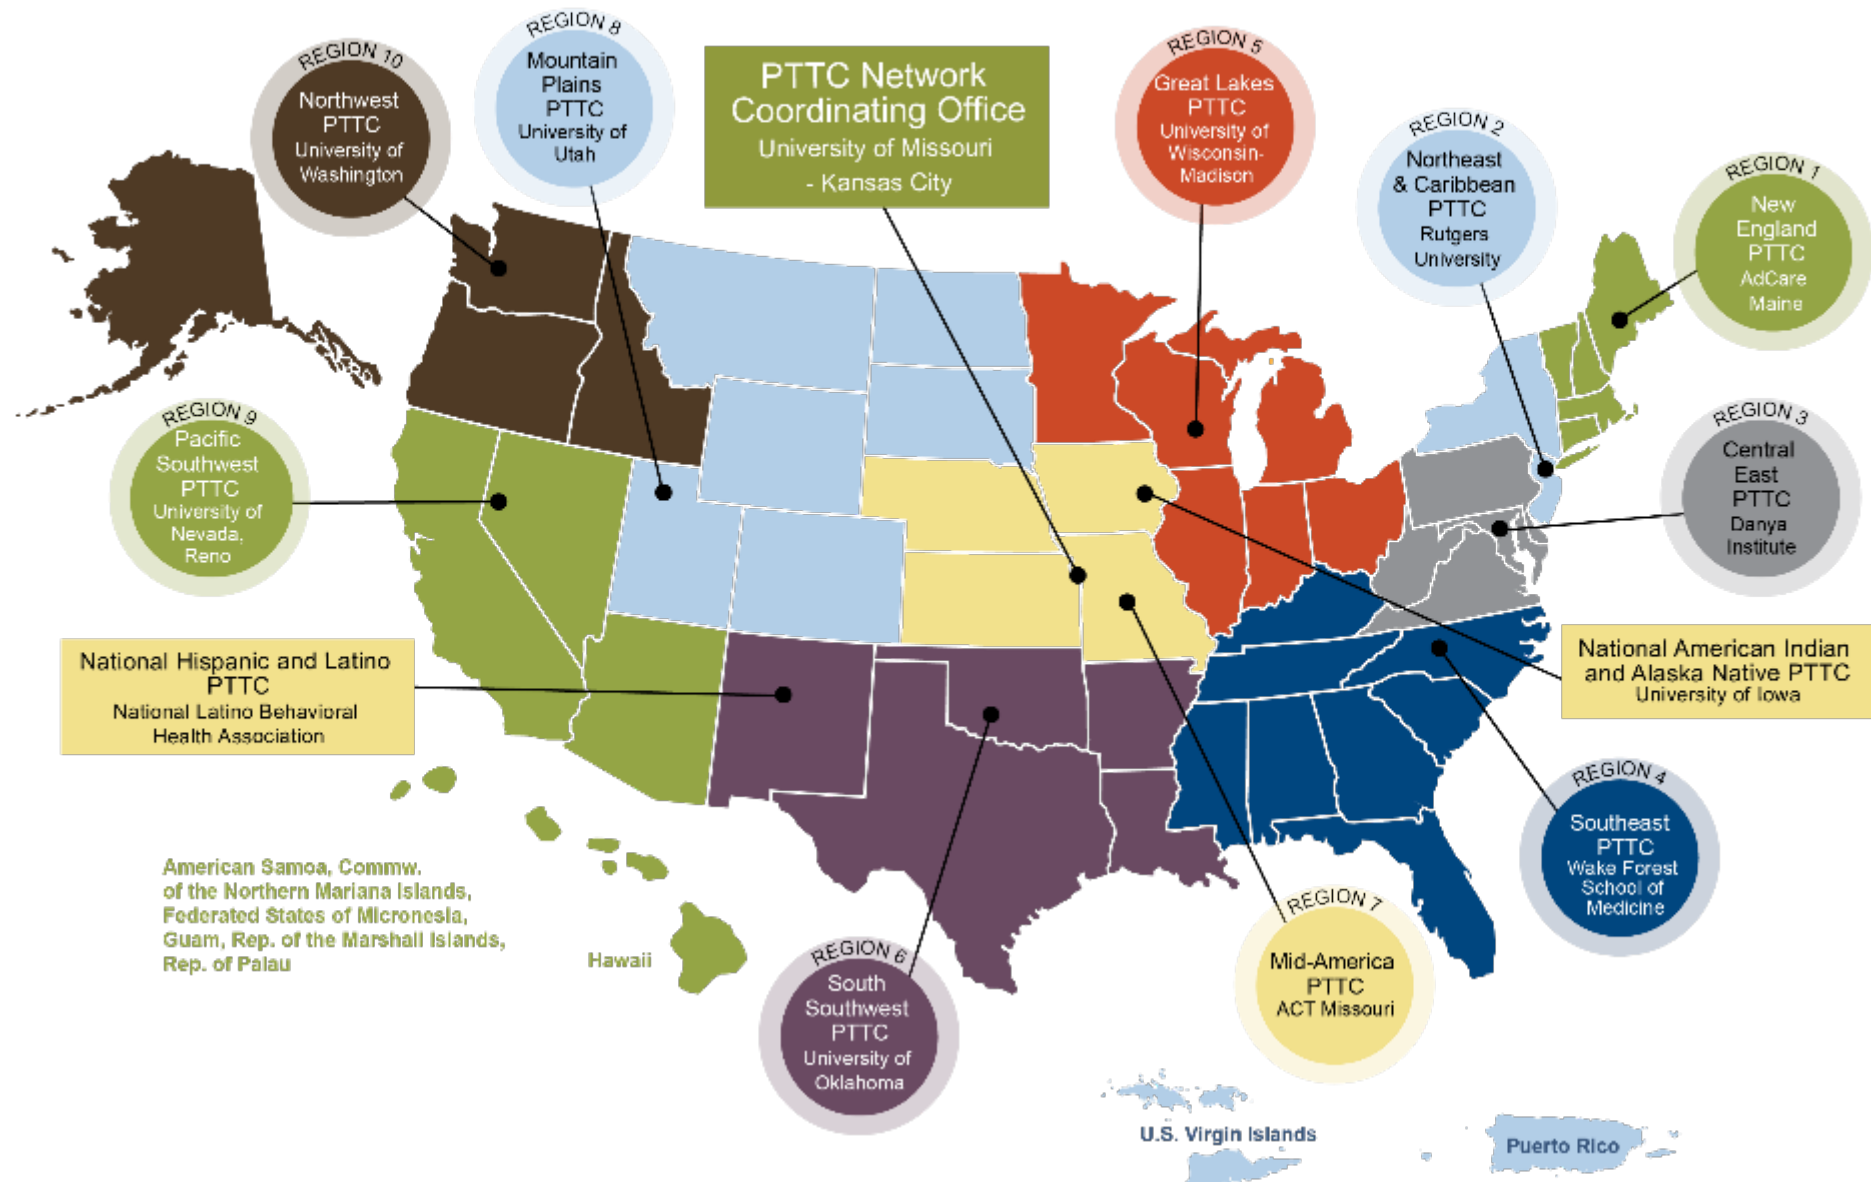 REGION 10
Northwest
PTTC
University of
Washington
REGION 8
Mountain
Plains
PTTC
University of
Utah
PTTC Network
Coordinating Office
University of Missouri
- Kansas City
REGION 5
Great Lakes
PTTC
University of
Wisconsin-
Madison
REGION 2
Northeast
& Caribbean
PTTC
Rutgers
University
REGION 1
New
England
PTTC
AdCare
Maine
REGION 9
Pacific
Southwest
PTTC
University of
Nevada,
Reno
REGION 3
Central
East
PTTC
Danya
Institute
National Hispanic and Latino
PTTC
National Latino Behavioral
Health Association
National American Indian
and Alaska Native PTTC
University of Iowa
REGION 4
Southeast
PTTC
Wake Forest
School of
Medicine
American Samoa, Commw.
of the Northern Mariana Islands,
Federated States of Micronesia,
Guam, Rep. of the Marshall Islands,
Rep. of Palau
Hawaii
REGION 6
South
Southwest
PTTC
University of
Oklahoma
REGION 7
Mid-America
PTTC
ACT Missouri
U.S. Virgin Islands
Puerto Rico